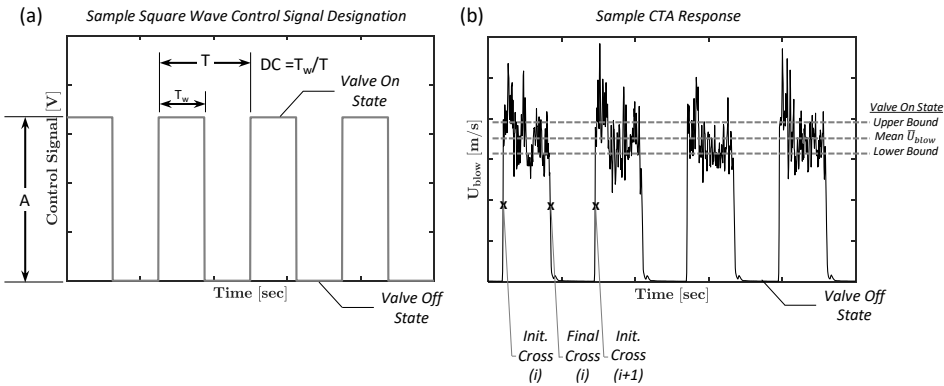 (a)
Sample Square Wave Control Signal Designation
T
DC =T_w/T
T_w
Valve On
State
A
Control Signal [V]
Time [sec]
Valve Off
State
(b)
Sample CTA Response
Valve On State
Upper Bound
Mean U̅_blow
Lower Bound
U_blow [m/s]
x
x
x
Time [sec]
Valve Off
State
Init.
Cross
(i)
Final
Cross
(i)
Init.
Cross
(i+1)